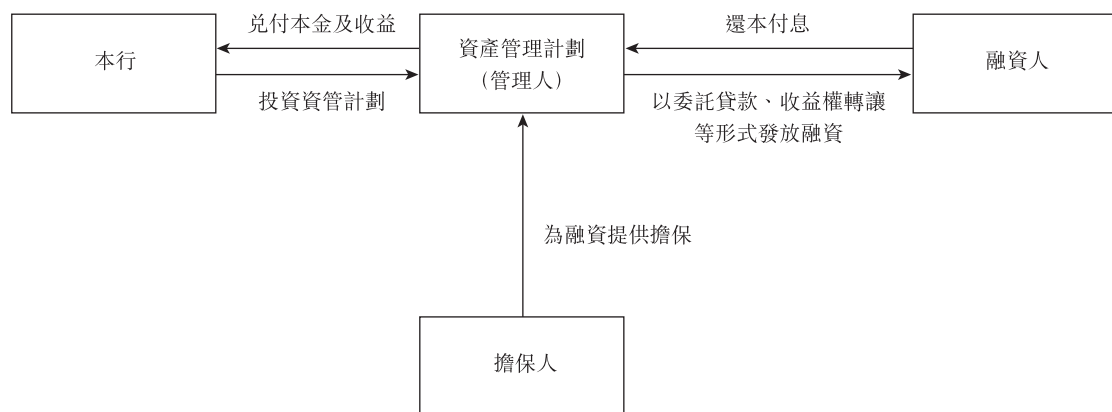 兌付本金及收益
還本付息
本行
資產管理計劃
（管理人）
融資人
投資資管計劃
以委託貸款、收益權轉讓
等形式發放融資
為融資提供擔保
擔保人